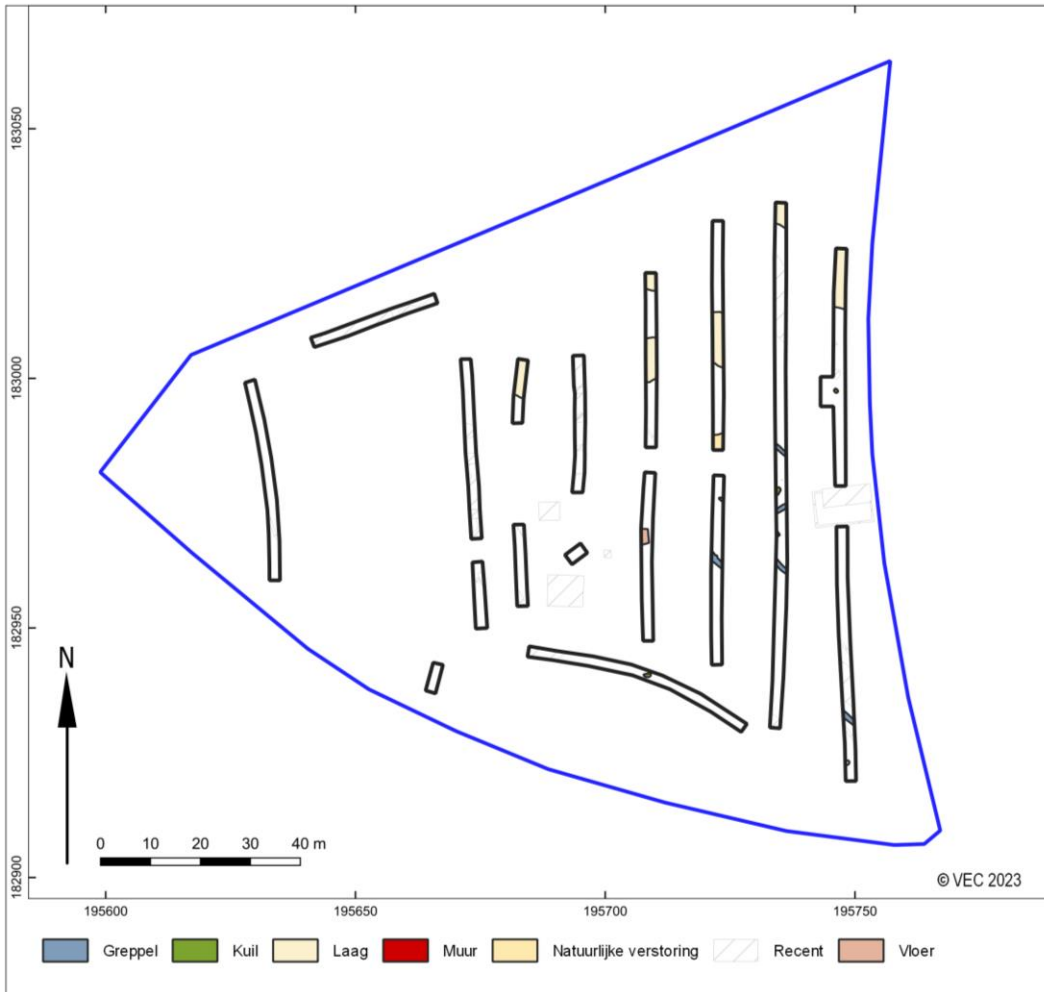 183050
183000
182950
182900
N
0 10 20 30 40 m
© VEC 2023
195600 195650 195700 195750
Greppel Kuil Laag Muur Natuurlijke verstoring Recent Vloer